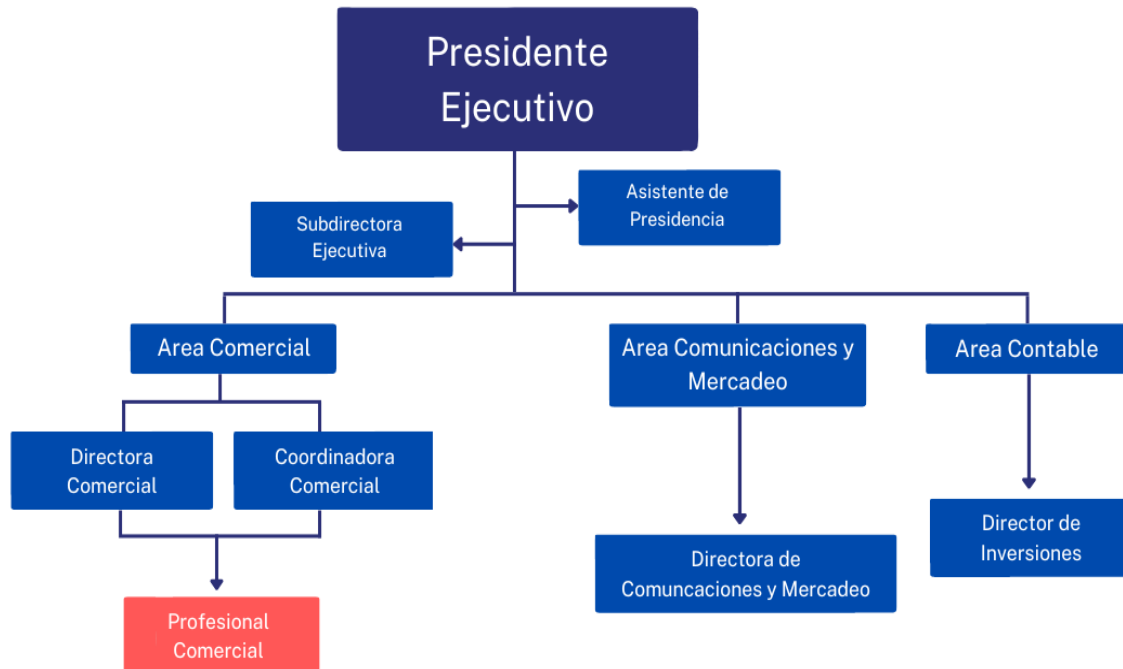 Presidente
Ejecutivo
Asistente de
Presidencia
Subdirectora
Ejecutiva
Area Comercial
Area Comunicaciones y
Mercadeo
Area Contable
Directora
Comercial
Coordinadora
Comercial
Director de
Inversiones
Directora de
Comuncaciones y Mercadeo
Profesional
Comercial